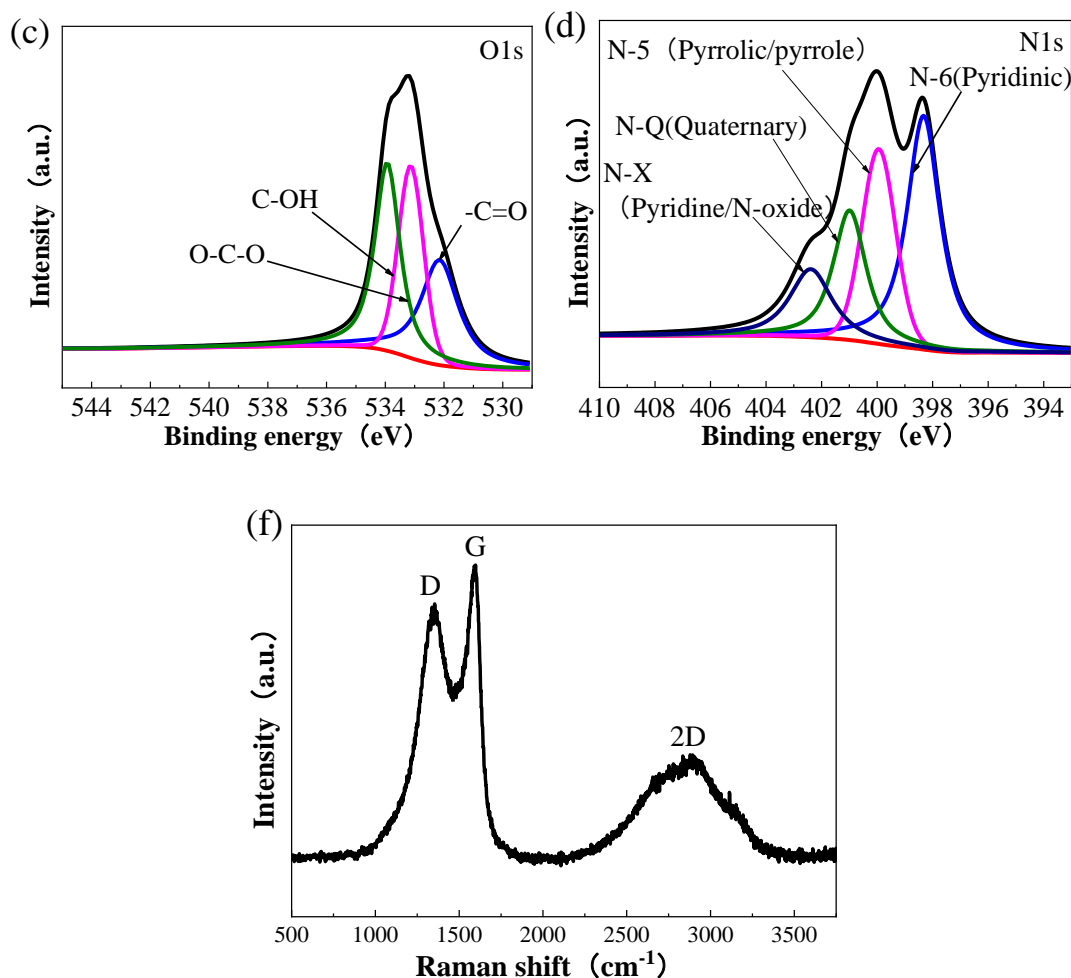 (c)
O1s
C-OH
-C=O
O-C-O
Intensity（a.u.）
544 542 540 538 536 534 532 530
Binding energy（eV）
(d)
N-5（Pyrrolic/pyrrole）
N1s
N-6(Pyridinic)
N-Q(Quaternary)
N-X
（Pyridine/N-oxide）
Intensity（a.u.）
410 408 406 404 402 400 398 396 394
Binding energy（eV）
(f)
G
D
2D
Intensity（a.u.）
500 1000 1500 2000 2500 3000 3500
Raman shift（cm⁻¹）